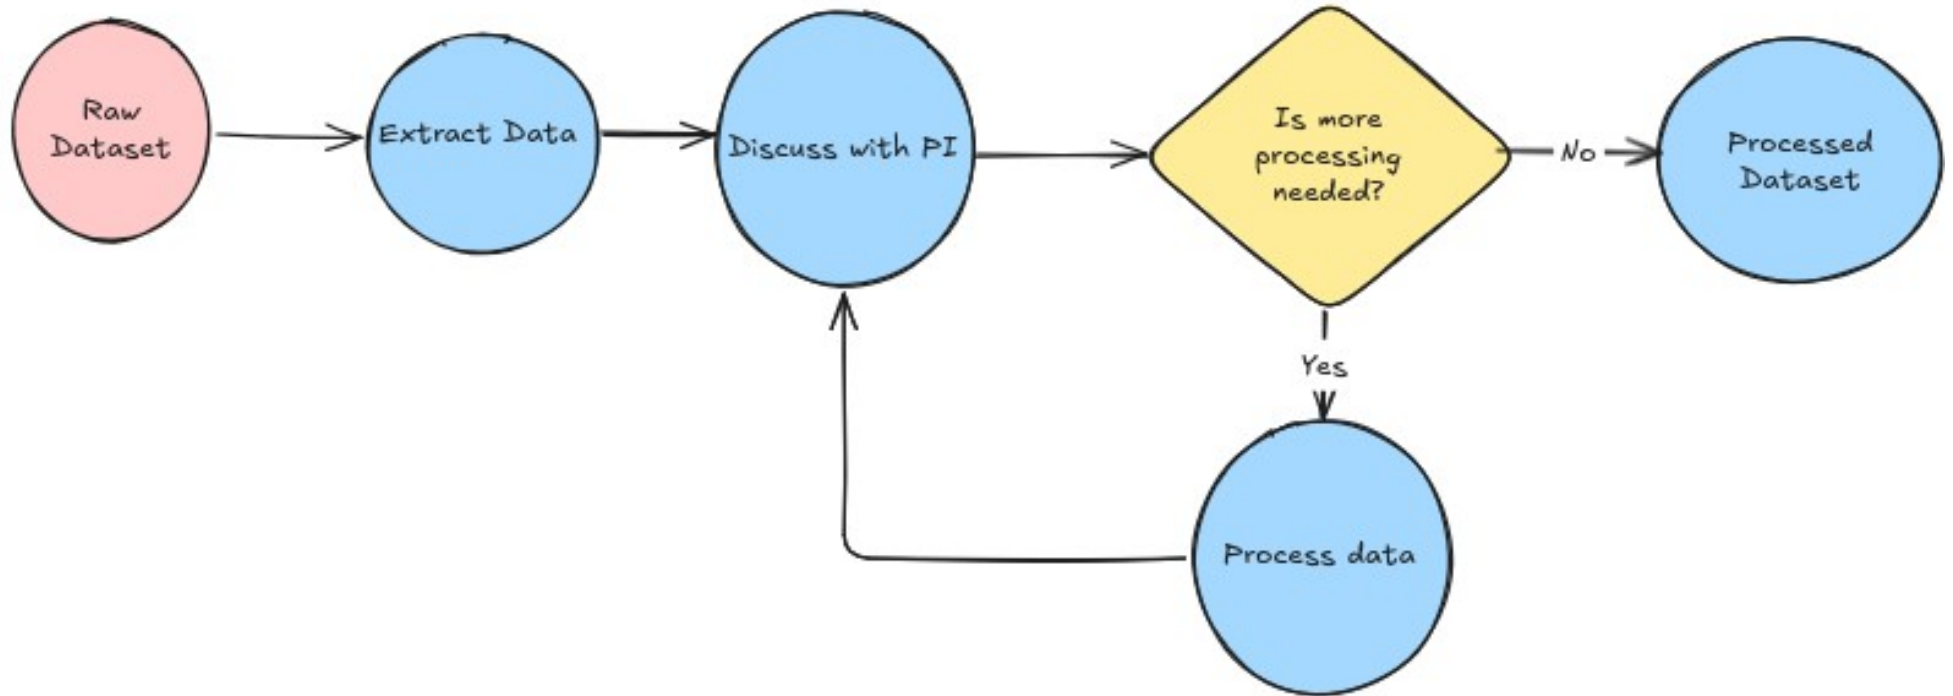 Raw
Dataset
Extract Data
Discuss with PI
Is more
processing
needed?
No
Processed
Dataset
Yes
Process data